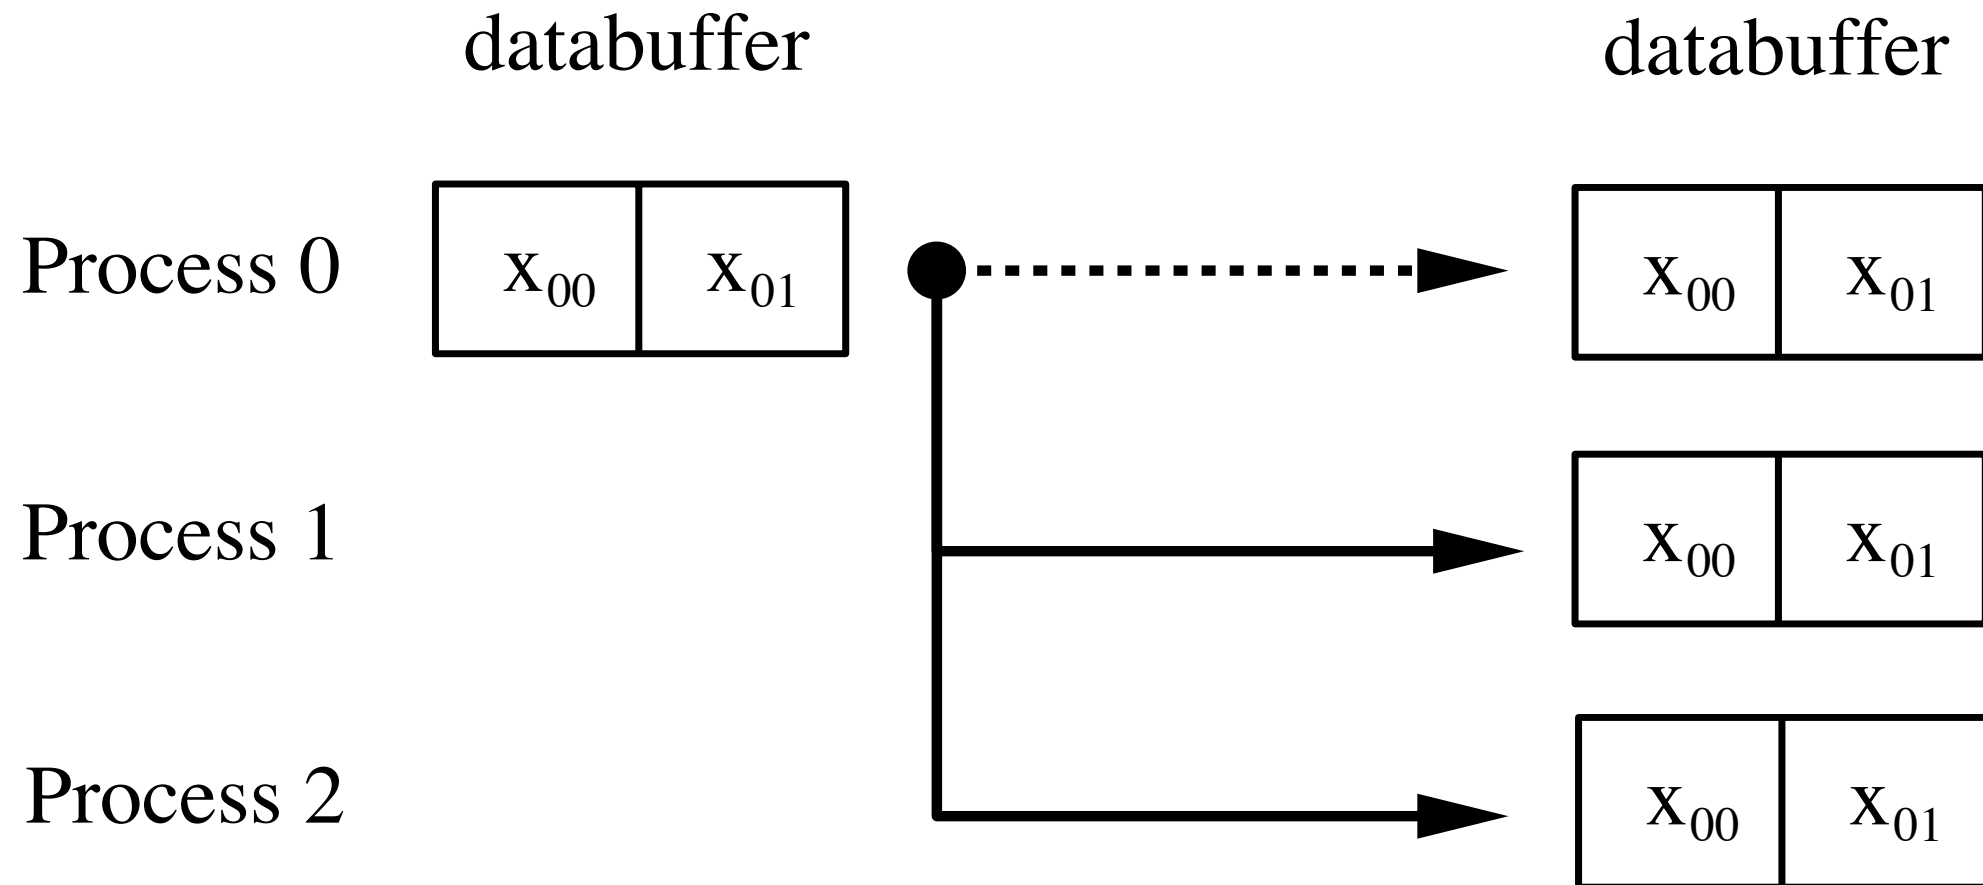 databuffer databuffer
Process 0 x₀₀ x₀₁ x₀₀ x₀₁
Process 1 x₀₀ x₀₁
Process 2 x₀₀ x₀₁